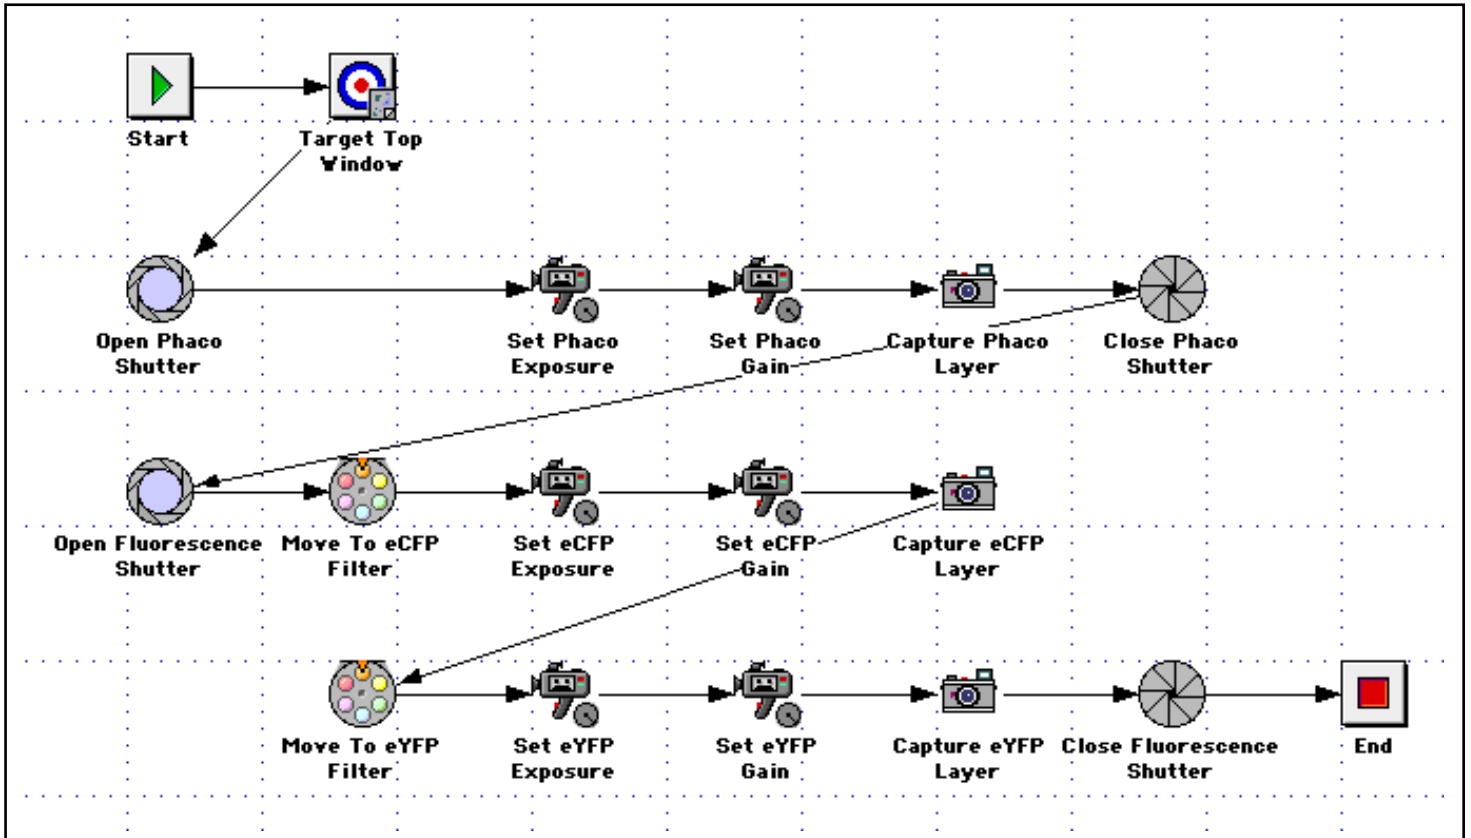 Start
Target Top
Window
Open Phaco
Shutter
Set Phaco
Exposure
Set Phaco
Gain
Capture Phaco
Layer
Close Phaco
Shutter
Open Fluorescence
Shutter
Move To eCFP
Filter
Set eCFP
Exposure
Set eCFP
Gain
Capture eCFP
Layer
Move To eYFP
Filter
Set eYFP
Exposure
Set eYFP
Gain
Capture eYFP
Layer
Close Fluorescence
Shutter
End